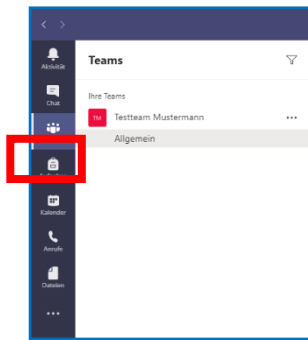 Aktivität
Teams
Chat
Ihre Teams
TM Testteam Mustermann
Allgemein
Kalender
Anrufe
Dateien